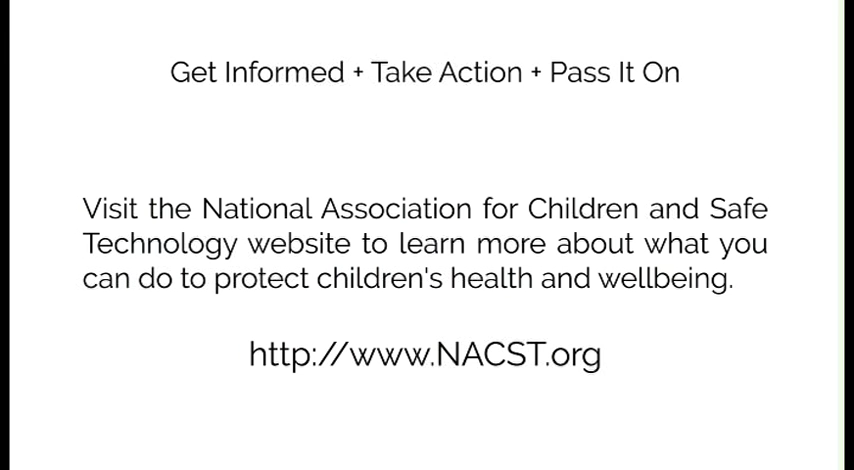 Get Informed + Take Action + Pass It On
Visit the National Association for Children and Safe
Technology website to learn more about what you
can do to protect children's health and wellbeing.
http://www.NACST.org